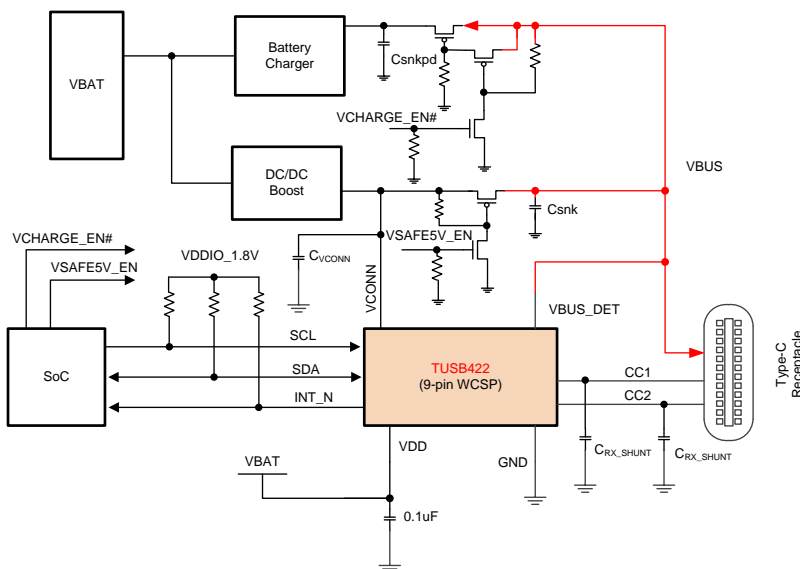 Battery
Charger
VBAT
Csnkpd
VCHARGE_EN#
VBUS
DC/DC
Boost
Csnk
VCHARGE_EN#
VSAFE5V_EN
VDDIO_1.8V
CVCONN
VCONN
VSAFE5V_EN
VBUS_DET
SoC
SCL
SDA
INT_N
TUSB422
(9-pin WCSP)
CC1
CC2
Type-C
Receptacle
VDD
GND
CRX_SHUNT
CRX_SHUNT
VBAT
0.1uF